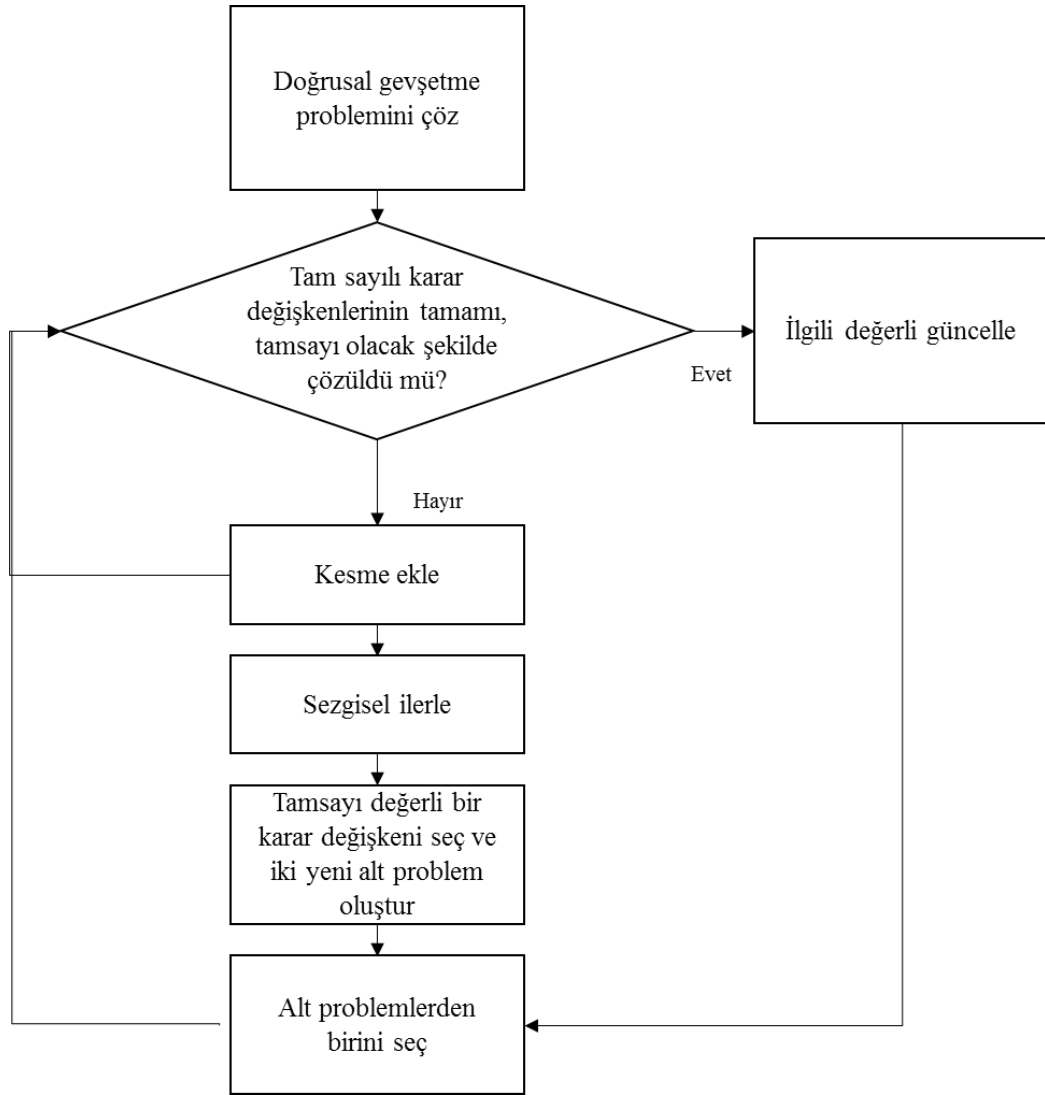 Doğrusal gevşetme
problemini çöz
Tam sayılı karar
değişkenlerinin tamamı,
tamsayı olacak şekilde
çözüldü mü?
Evet
İlgili değerli güncelle
Hayır
Kesme ekle
Sezgisel ilerle
Tamsayı değerli bir
karar değişkeni seç ve
iki yeni alt problem
oluştur
Alt problemlerden
birini seç